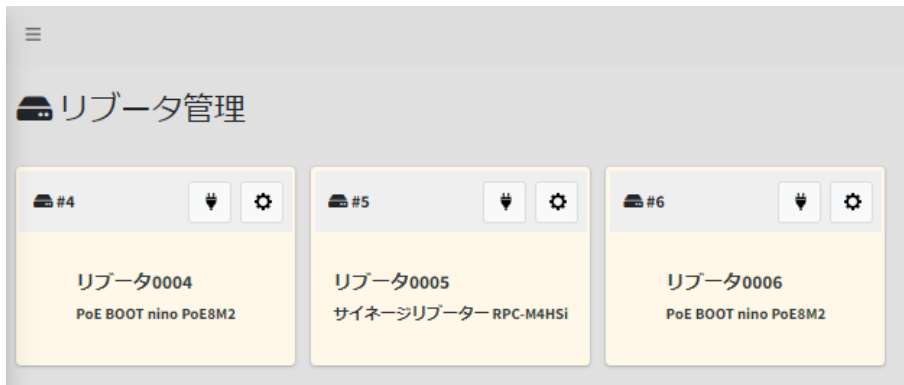 リブータ管理
#4
#5
#6
リブータ0004
PoE BOOT nino PoE8M2
リブータ0005
サイネージリブーター RPC-M4HSi
リブータ0006
PoE BOOT nino PoE8M2